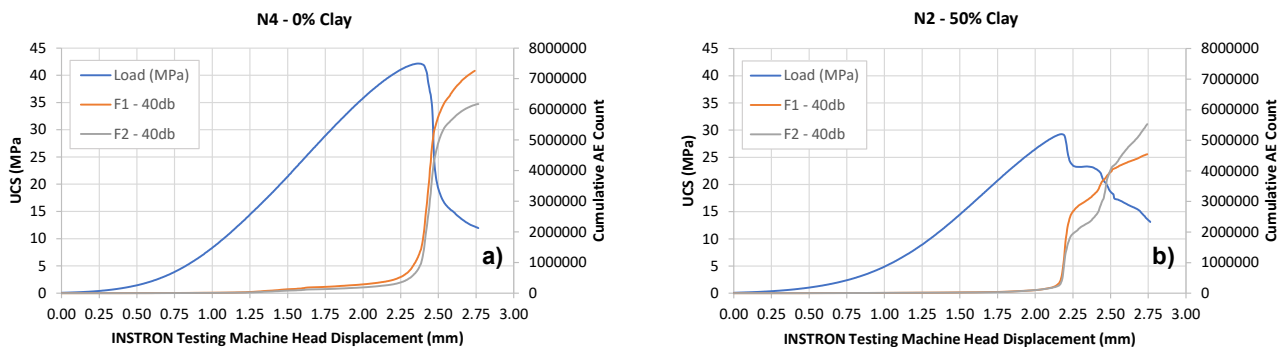 N4 - 0% Clay
45
40
35
30
25
20
15
10
5
0
UCS (MPa
Load (MPa)
F1 - 40db
F2 - 40db
8000000
7000000
6000000
5000000
4000000
3000000
2000000
1000000
0
Cumulative AE Count
a)
0.00 0.25 0.50 0.75 1.00 1.25 1.50 1.75 2.00 2.25 2.50 2.75 3.00
INSTRON Testing Machine Head Displacement (mm)
N2 - 50% Clay
45
40
35
30
25
20
15
10
5
0
UCS (MPa)
Load (MPa)
F1 - 40db
F2 - 40db
8000000
7000000
6000000
5000000
4000000
3000000
2000000
1000000
0
Cumulative AE Count
b)
0.00 0.25 0.50 0.75 1.00 1.25 1.50 1.75 2.00 2.25 2.50 2.75 3.00
INSTRON Testing Machine Head Displacement (mm)